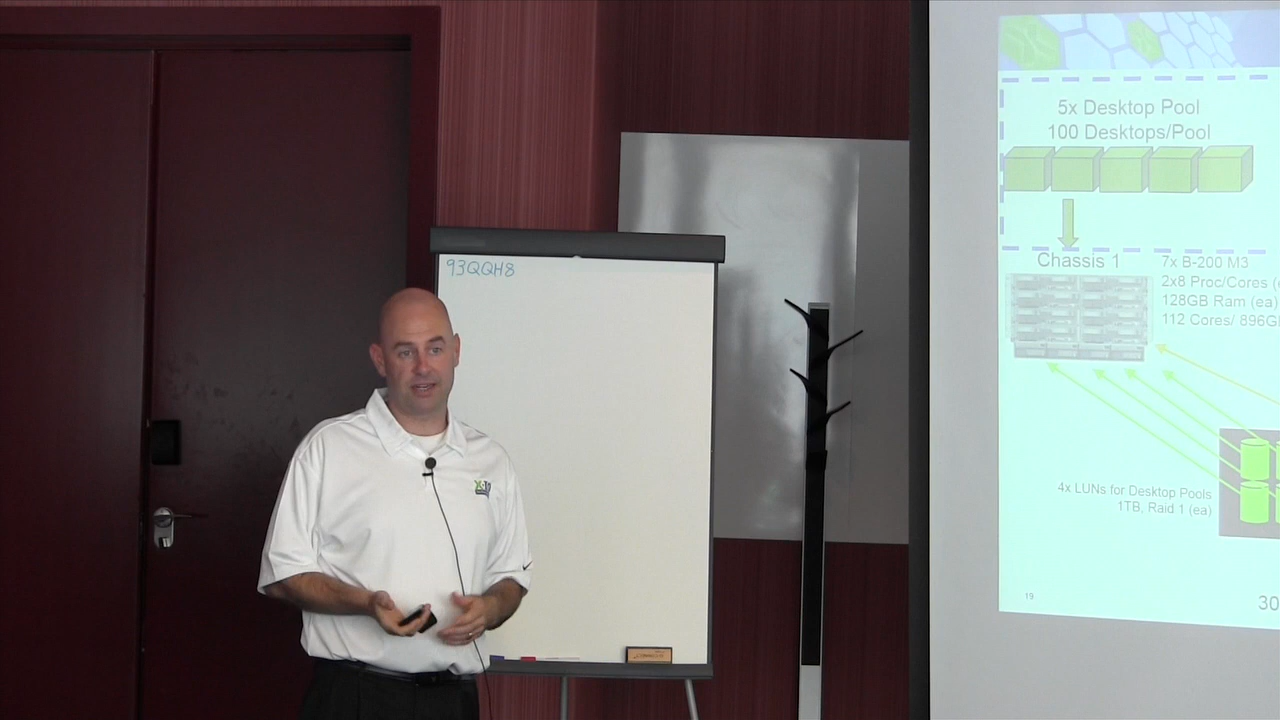 93QQH8
5x Desktop Pool
100 Desktops/Pool
Chassis 1
7x B-200 M3
2x8 Proc/Cores (
128GB Ram (ea)
112 Cores/ 896G
4x LUNs for Desktop Pools
1TB, Raid 1 (ea)
19
30